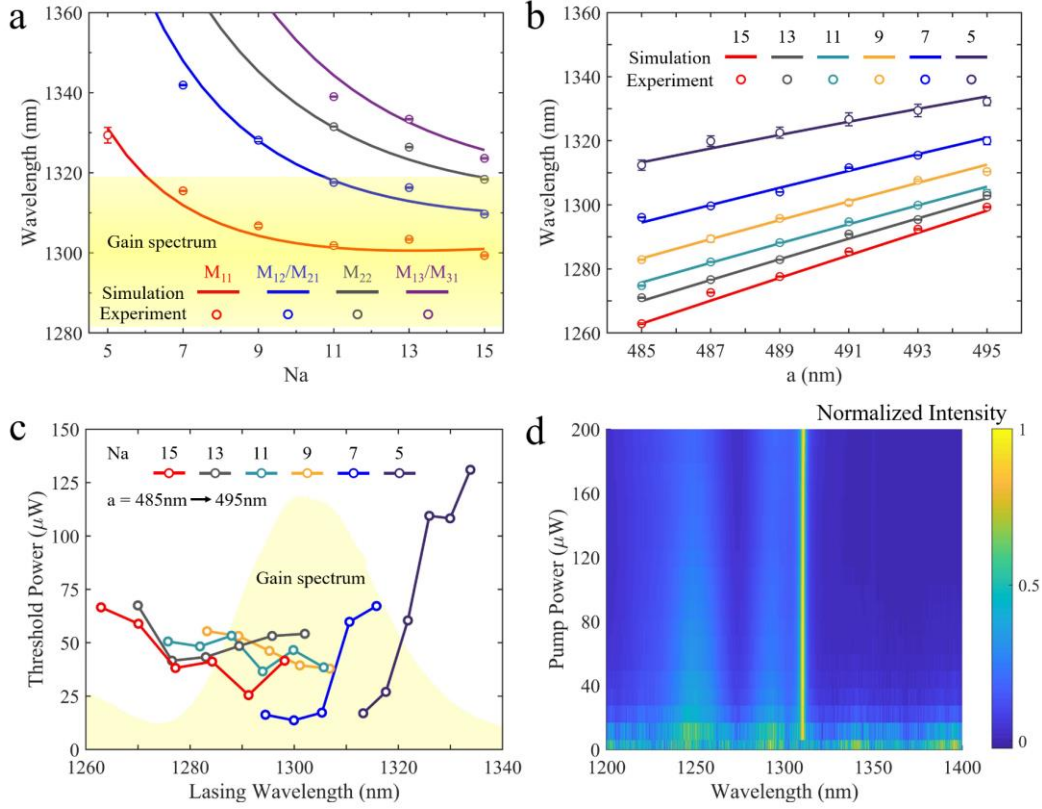 a
Wavelength (nm)
1360
1340
1320
1300
1280
Gain spectrum
M11 M12/M21 M22 M13/M31
Simulation
Experiment
5 7 9 11 13 15
Na
b
Wavelength (nm)
1360
1340
1320
1300
1280
1260
15 13 11 9 7 5
Simulation
Experiment
485 487 489 491 493 495
a (nm)
c
Threshold Power (μW)
150
125
100
75
50
25
0
Na 15 13 11 9 7 5
a = 485nm → 495nm
Gain spectrum
1260 1280 1300 1320 1340
Lasing Wavelength (nm)
d
Normalized Intensity
Pump Power (μW)
200
160
120
80
40
0
1200 1250 1300 1350 1400
Wavelength (nm)
1
0.5
0